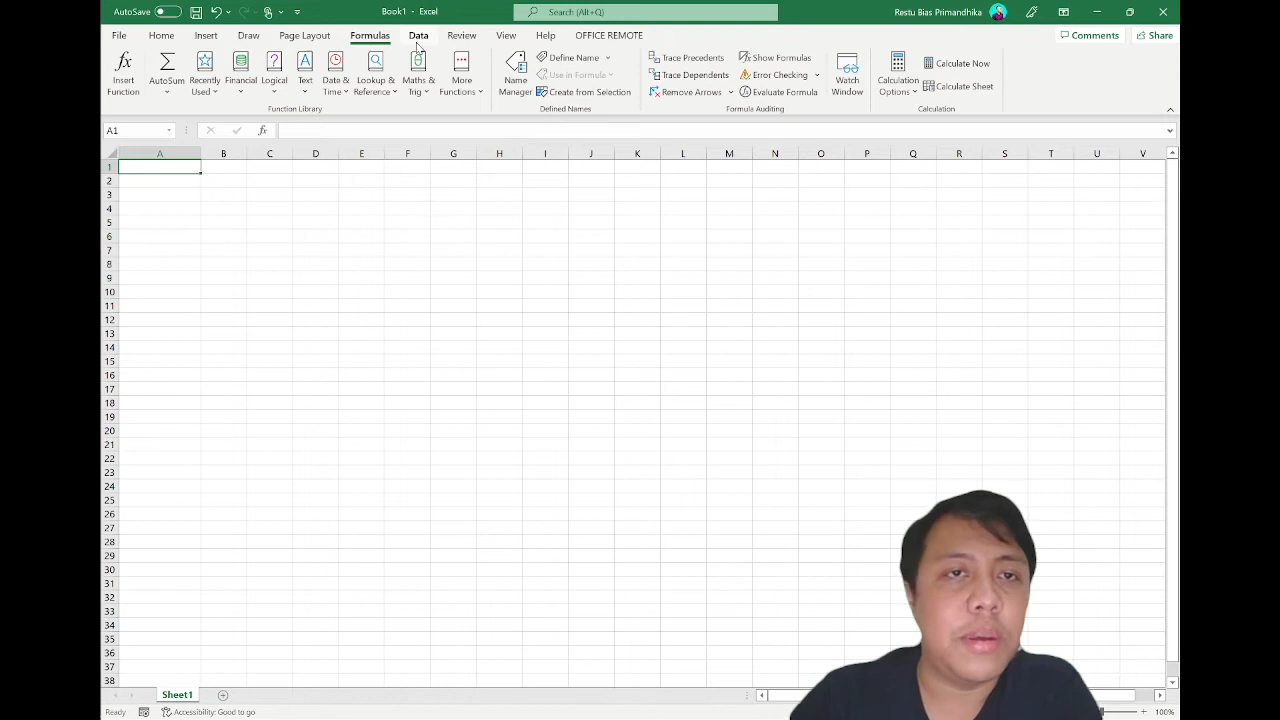 AutoSave Book1 - Excel Search (Alt+Q) Restu Bias Primandhika
File Home Insert Draw Page Layout Formulas Data Review View Help OFFICE REMOTE Comments Share
Insert Function
AutoSum
Recently Used
Financial
Logical
Text
Date & Time
Lookup & Reference
Maths & Trig
More Functions
Function Library
Name Manager
Define Name
Use in Formula
Create from Selection
Defined Names
Trace Precedents
Trace Dependents
Remove Arrows
Show Formulas
Error Checking
Evaluate Formula
Formula Auditing
Watch Window
Calculation Options
Calculate Now
Calculate Sheet
Calculation
A1 fx
A B C D E F G H I J K L M N O P Q R S T U V
1
2
3
4
5
6
7
8
9
10
11
12
13
14
15
16
17
18
19
20
21
22
23
24
25
26
27
28
29
30
31
32
33
34
35
36
37
38
Sheet1
Ready Accessibility: Good to go 100%